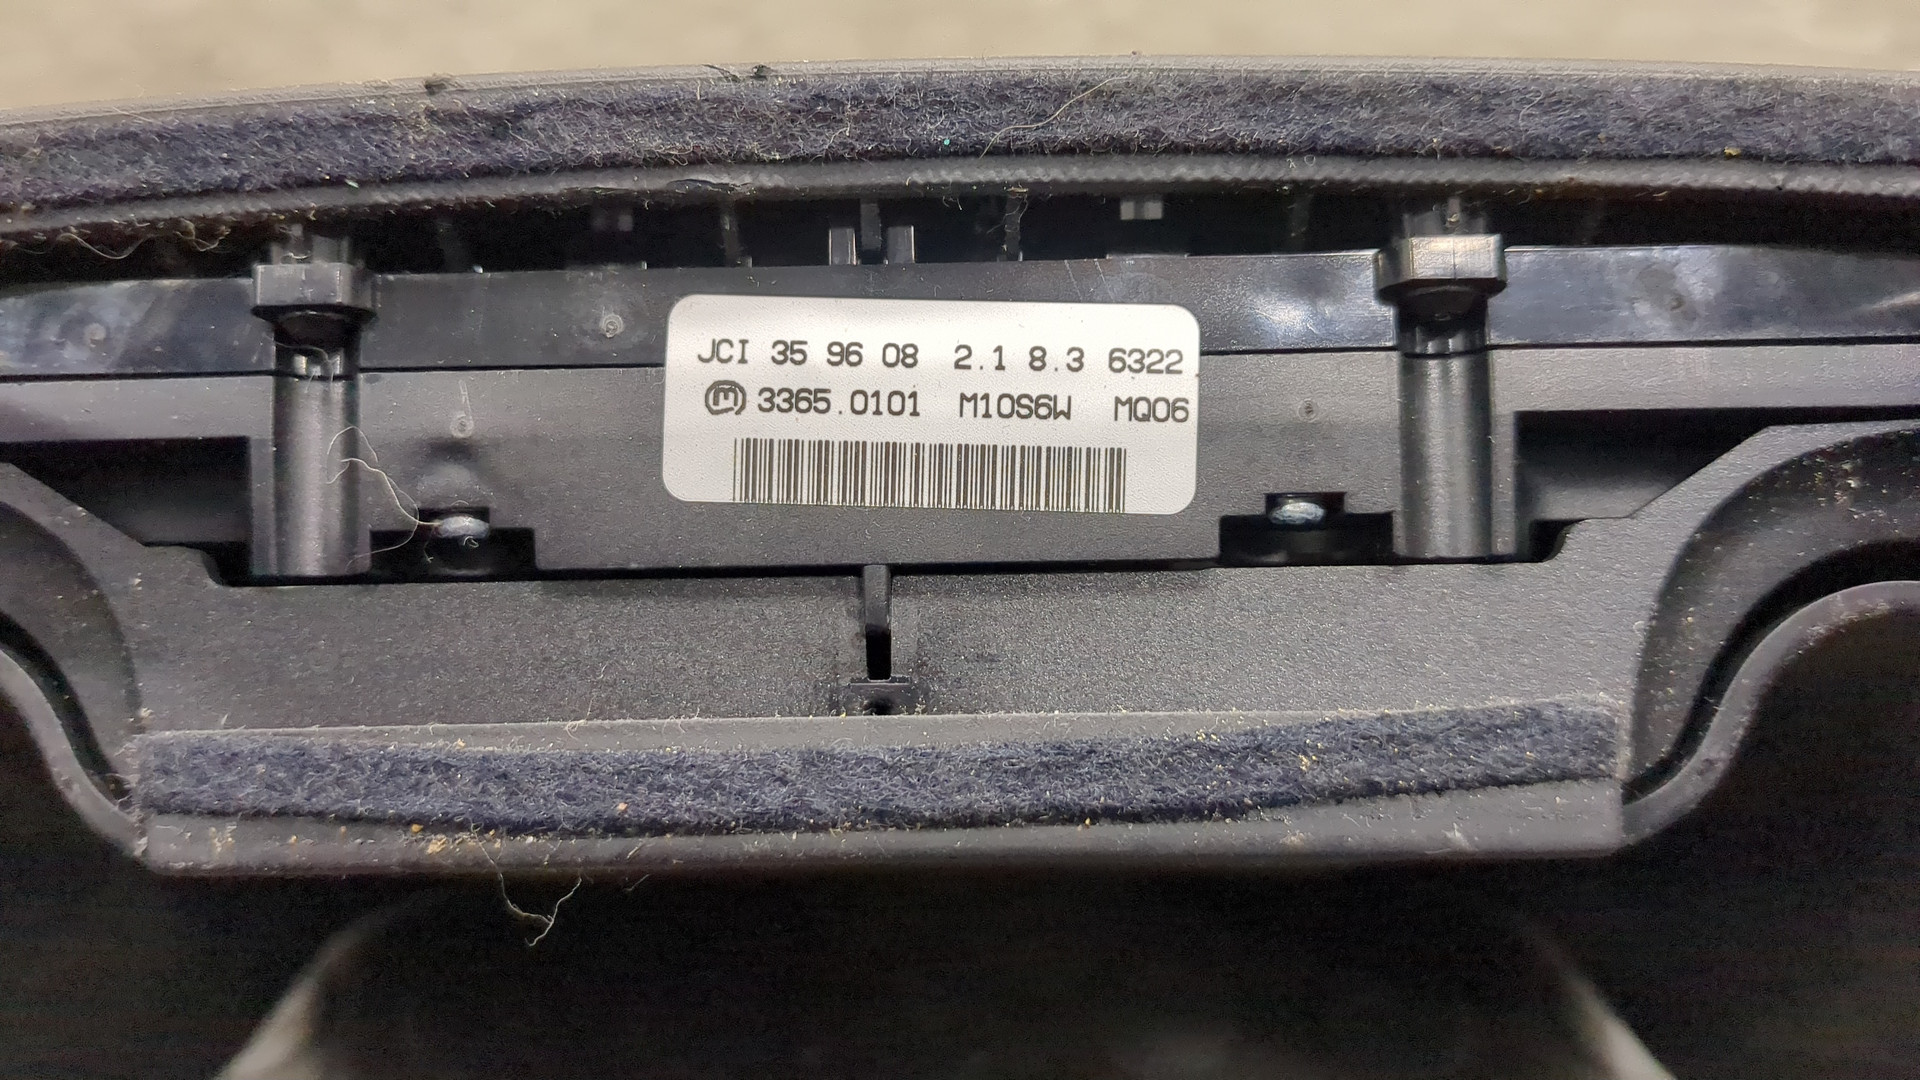 JCI 35 96 08 2.1 8.3 6322
m 3365.0101 M10S6W MQ06